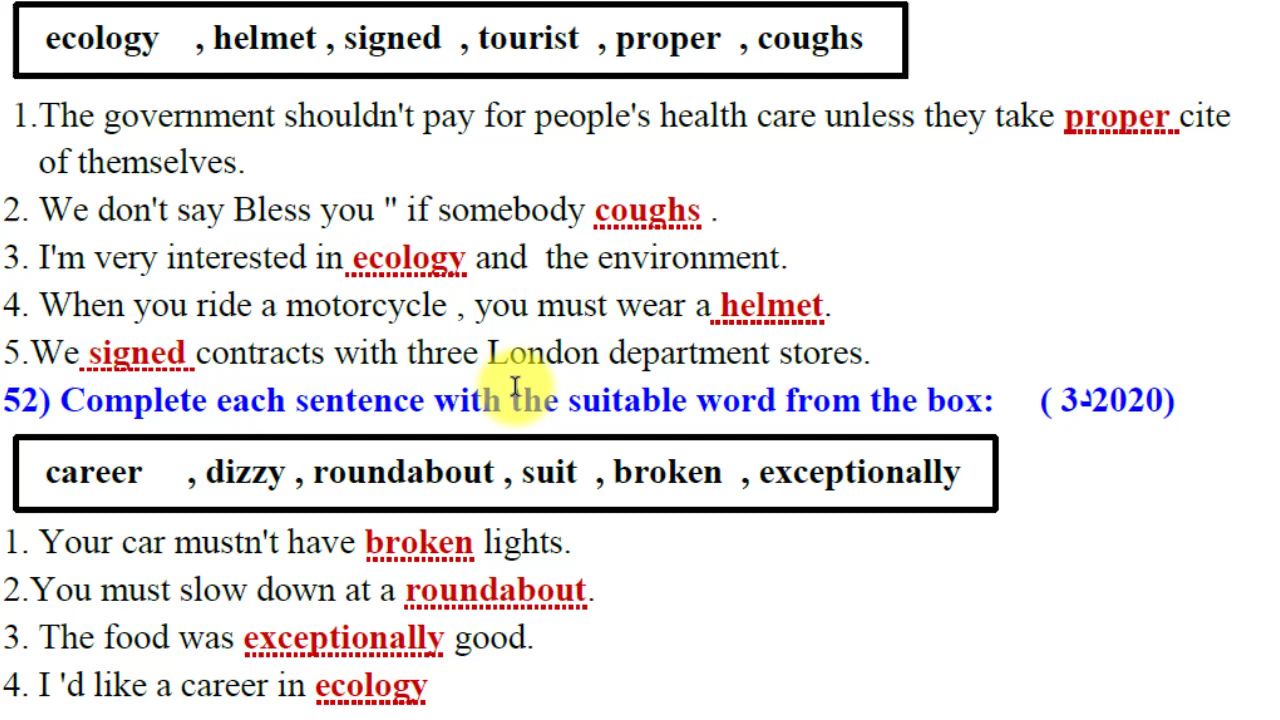 ecology , helmet , signed , tourist , proper , coughs
1.The government shouldn't pay for people's health care unless they take proper cite
of themselves.
2. We don't say Bless you " if somebody coughs .
3. I'm very interested in ecology and the environment.
4. When you ride a motorcycle , you must wear a helmet.
5.We signed contracts with three London department stores.
52) Complete each sentence with the suitable word from the box: ( 3د2020)
career , dizzy , roundabout , suit , broken , exceptionally
1. Your car mustn't have broken lights.
2.You must slow down at a roundabout.
3. The food was exceptionally good.
4. I 'd like a career in ecology